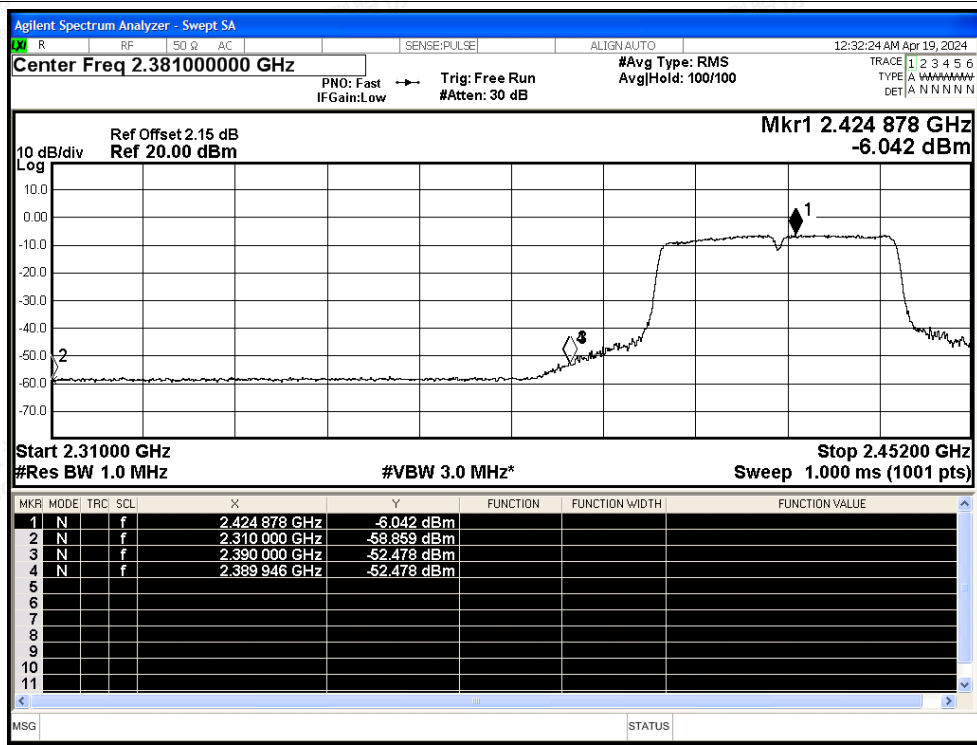 Agilent Spectrum Analyzer - Swept SA
LXI R RF 50 Ω AC SENSE:PULSE ALIGN AUTO 12:32:24 AM Apr 19, 2024
Center Freq 2.381000000 GHz #Avg Type: RMS TRACE 1 2 3 4 5 6
PNO: Fast Trig: Free Run Avg|Hold: 100/100 TYPE A WWWWW
IFGain:Low #Atten: 30 dB DET A N N N N N
Mkr1 2.424 878 GHz
Ref Offset 2.15 dB
10 dB/div Ref 20.00 dBm -6.042 dBm
Log
10.0
0.00
1
-10.0
-20.0
-30.0
-40.0
-50.0 2
-60.0
-70.0
Start 2.31000 GHz Stop 2.45200 GHz
#Res BW 1.0 MHz #VBW 3.0 MHz* Sweep 1.000 ms (1001 pts)
MKR MODE TRC SCL X Y FUNCTION FUNCTION WIDTH FUNCTION VALUE
1 N f 2.424 878 GHz -6.042 dBm
2 N f 2.310 000 GHz -58.859 dBm
3 N f 2.390 000 GHz -52.478 dBm
4 N f 2.389 946 GHz -52.478 dBm
5
6
7
8
9
10
11
MSG STATUS